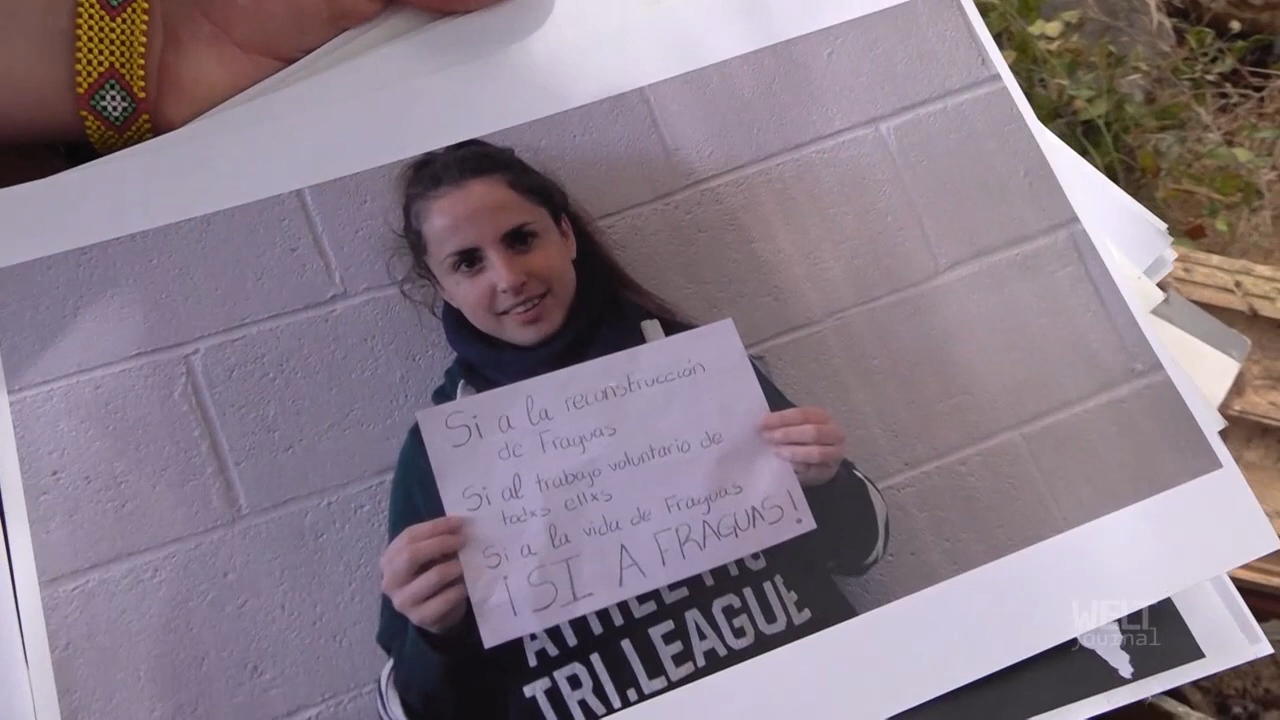 Si a la reconstrucción
de Fraguas
Si al trabajo voluntario de
todxs ellxs
Si a la vida de Fraguas
¡SI A FRAGUAS!
ATHLETIC
TRI.LEAGUE
WELT
journal